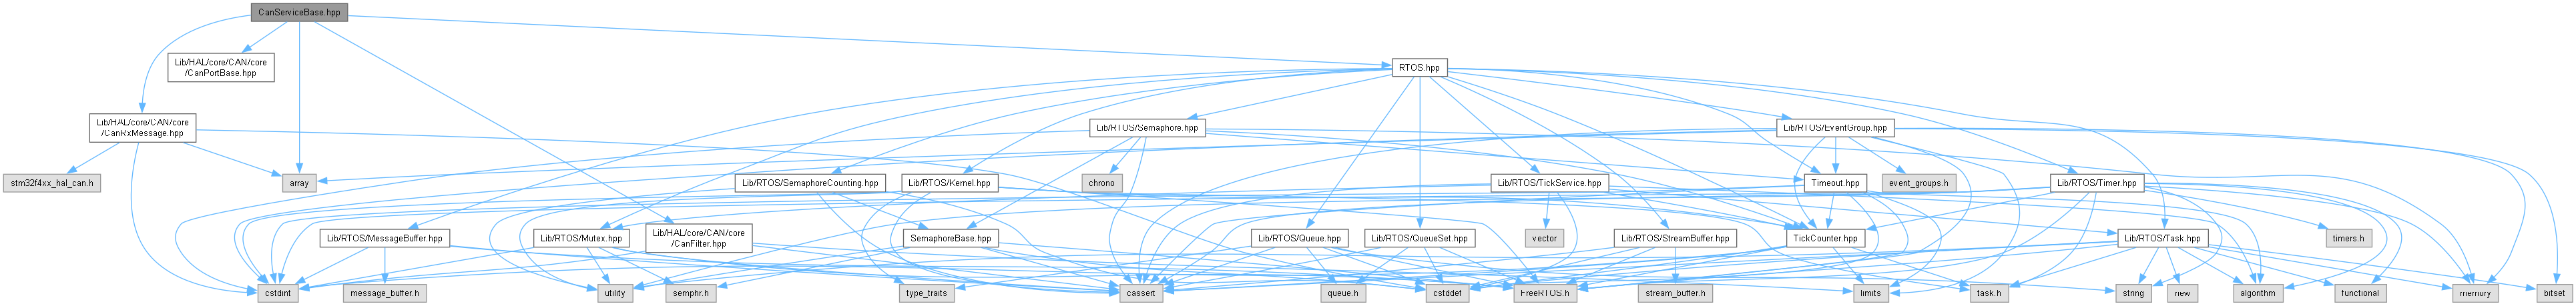 CanServiceBase.hpp
Lib/HAL/core/CAN/core
/CanPortBase.hpp
RTOS.hpp
Lib/HAL/core/CAN/core
/CanRxMessage.hpp
Lib/RTOS/Semaphore.hpp
Lib/RTOS/EventGroup.hpp
stm32f4xx_hal_can.h
array
Lib/RTOS/SemaphoreCounting.hpp
Lib/RTOS/Kernel.hpp
chrono
Lib/RTOS/TickService.hpp
Timeout.hpp
event_groups.h
Lib/RTOS/Timer.hpp
Lib/RTOS/MessageBuffer.hpp
Lib/RTOS/Mutex.hpp
Lib/HAL/core/CAN/core
/CanFilter.hpp
SemaphoreBase.hpp
Lib/RTOS/Queue.hpp
Lib/RTOS/QueueSet.hpp
vector
Lib/RTOS/StreamBuffer.hpp
TickCounter.hpp
Lib/RTOS/Task.hpp
timers.h
cstdint
message_buffer.h
utility
semphr.h
cassert
type_traits
queue.h
cstddef
FreeRTOS.h
stream_buffer.h
limits
task.h
string
new
algorithm
functional
memory
bitset